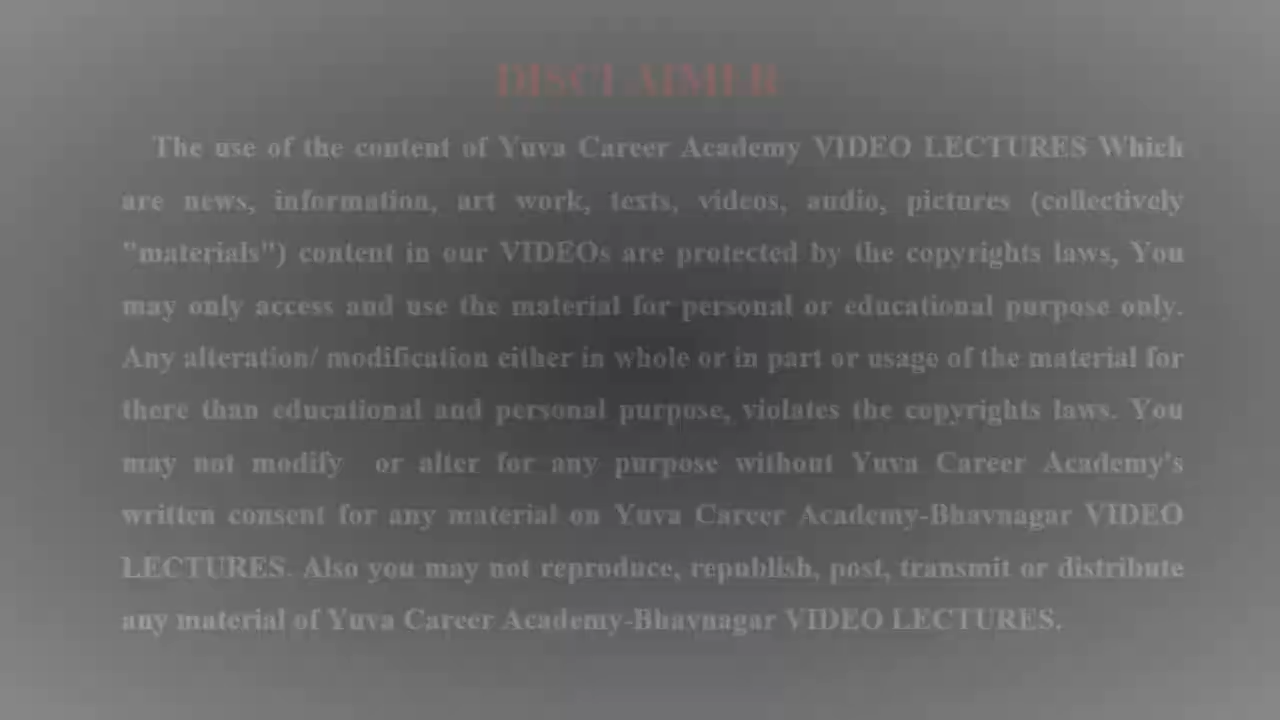 DISCLAIMER
The use of the content of Yuva Career Academy VIDEO LECTURES Which
are news, information, art work, texts, videos, audio, pictures (collectively
"materials") content in our VIDEOs are protected by the copyrights laws, You
may only access and use the material for personal or educational purpose only.
Any alteration/ modification either in whole or in part or usage of the material for
there than educational and personal purpose, violates the copyrights laws. You
may not modify or alter for any purpose without Yuva Career Academy's
written consent for any material on Yuva Career Academy-Bhavnagar VIDEO
LECTURES. Also you may not reproduce, republish, post, transmit or distribute
any material of Yuva Career Academy-Bhavnagar VIDEO LECTURES.